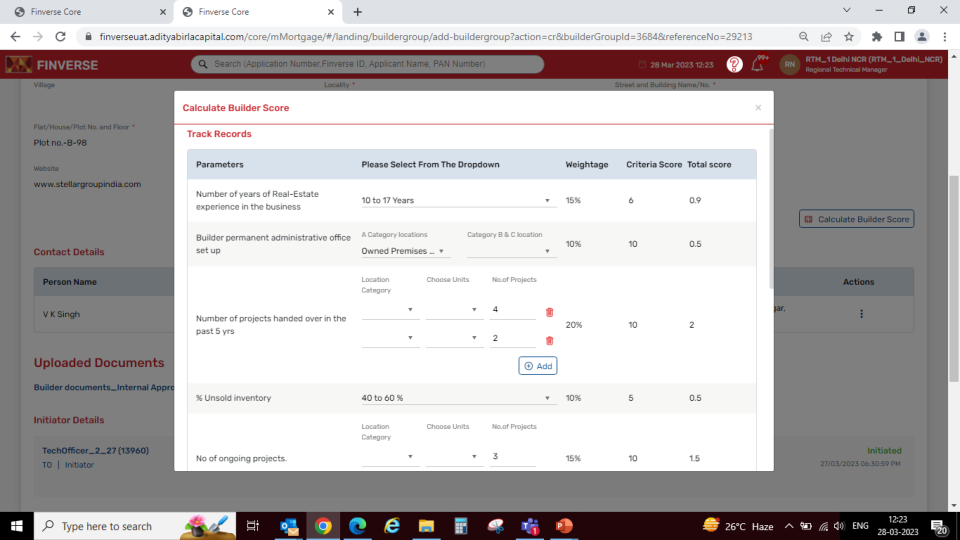 Finverse Core
Finverse Core
finverseuat.adityabirlacapital.com/core/mMortgage/#/landing/buildergroup/add-buildergroup?action=cr&builderGroupId=3684&referenceNo=29213
FINVERSE
Search (Application Number,Finverse ID, Applicant Name, PAN Number)
28 Mar 2023 12:23
?
99+
RN
RTM_1 Delhi NCR (RTM_1_Delhi_NCR)
Regional Technical Manager
Village
Locality *
Street and Building Name/No. *
Calculate Builder Score
Track Records
Flat/House/Plot No. and Floor *
Plot no.-B-98
Website
www.stellargroupindia.com
Calculate Builder Score
Parameters Please Select From The Dropdown Weightage Criteria Score Total score
Number of years of Real-Estate
experience in the business
10 to 17 Years 15% 6 0.9
Builder permanent administrative office
set up
A Category locations Category B & C location
Owned Premises ... 10% 10 0.5
Location
Category
Choose Units No.of Projects
Number of projects handed over in the
past 5 yrs
4
2
20% 10 2
Add
% Unsold inventory 40 to 60 % 10% 5 0.5
Location
Category
Choose Units No.of Projects
No of ongoing projects. 3 15% 10 1.5
Contact Details
Person Name
Actions
V K Singh
Uploaded Documents
Builder documents_Internal Appro
Initiator Details
TechOfficer_2_27 (13960)
TO | Initiator
Initiated
27/03/2023 06:30:59 PM
Type here to search
26°C Haze
ENG
12:23
28-03-2023
20